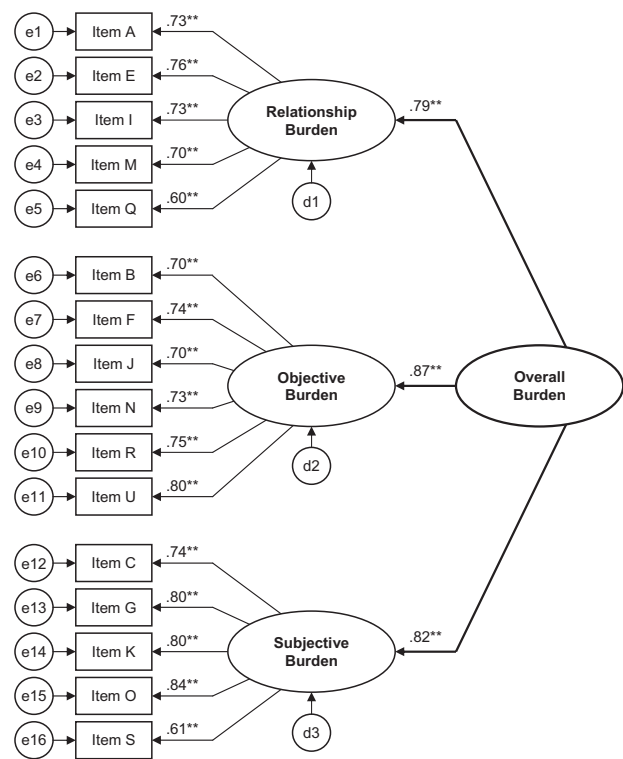 e1 Item A .73**
e2 Item E .76**
e3 Item I .73**
e4 Item M .70**
e5 Item Q .60**
Relationship
Burden
.79**
d1
e6 Item B .70**
e7 Item F .74**
e8 Item J .70**
e9 Item N .73**
e10 Item R .75**
e11 Item U .80**
Objective
Burden
.87**
d2
Overall
Burden
e12 Item C .74**
e13 Item G .80**
e14 Item K .80**
e15 Item O .84**
e16 Item S .61**
Subjective
Burden
.82**
d3